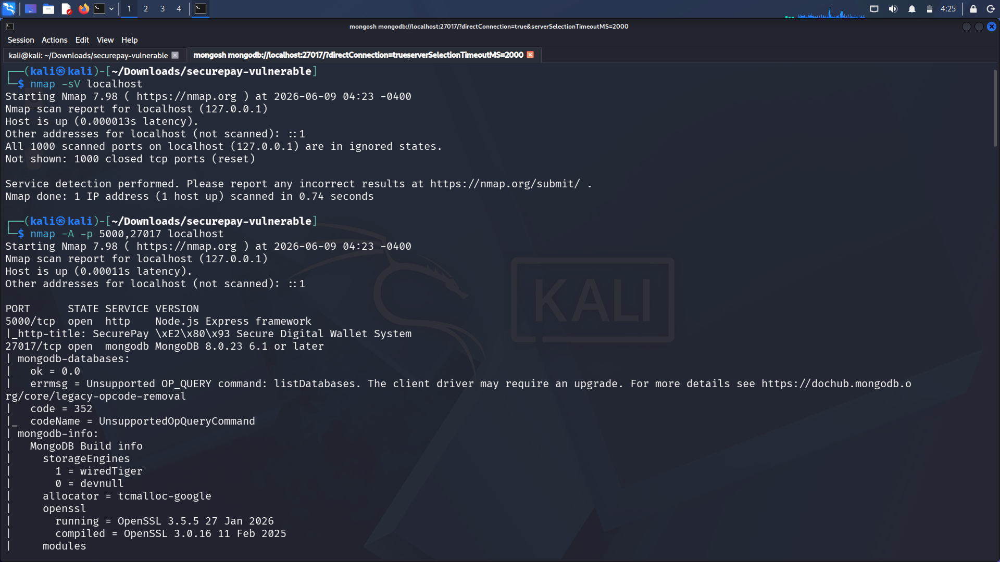 1 2 3 4 4:25
mongosh mongodb://localhost:27017/?directConnection=true&serverSelectionTimeoutMS=2000
Session Actions Edit View Help
kali@kali: ~/Downloads/securepay-vulnerable mongosh mongodb://localhost:27017/?directConnection=trueserverSelectionTimeoutMS=2000
┌──(kali㉿kali)-[~/Downloads/securepay-vulnerable]
└─$ nmap -sV localhost
Starting Nmap 7.98 ( https://nmap.org ) at 2026-06-09 04:23 -0400
Nmap scan report for localhost (127.0.0.1)
Host is up (0.000013s latency).
Other addresses for localhost (not scanned): ::1
All 1000 scanned ports on localhost (127.0.0.1) are in ignored states.
Not shown: 1000 closed tcp ports (reset)
Service detection performed. Please report any incorrect results at https://nmap.org/submit/ .
Nmap done: 1 IP address (1 host up) scanned in 0.74 seconds
┌──(kali㉿kali)-[~/Downloads/securepay-vulnerable]
└─$ nmap -A -p 5000,27017 localhost
Starting Nmap 7.98 ( https://nmap.org ) at 2026-06-09 04:23 -0400
Nmap scan report for localhost (127.0.0.1)
Host is up (0.00011s latency).
Other addresses for localhost (not scanned): ::1
PORT      STATE SERVICE VERSION
5000/tcp  open  http    Node.js Express framework
|_http-title: SecurePay \xE2\x80\x93 Secure Digital Wallet System
27017/tcp open  mongodb MongoDB 8.0.23 6.1 or later
| mongodb-databases:
|   ok = 0.0
|   errmsg = Unsupported OP_QUERY command: listDatabases. The client driver may require an upgrade. For more details see https://dochub.mongodb.o
rg/core/legacy-opcode-removal
|   code = 352
|_  codeName = UnsupportedOpQueryCommand
| mongodb-info:
|   MongoDB Build info
|     storageEngines
|       1 = wiredTiger
|       0 = devnull
|     allocator = tcmalloc-google
|     openssl
|       running = OpenSSL 3.5.5 27 Jan 2026
|       compiled = OpenSSL 3.0.16 11 Feb 2025
|     modules
KALI